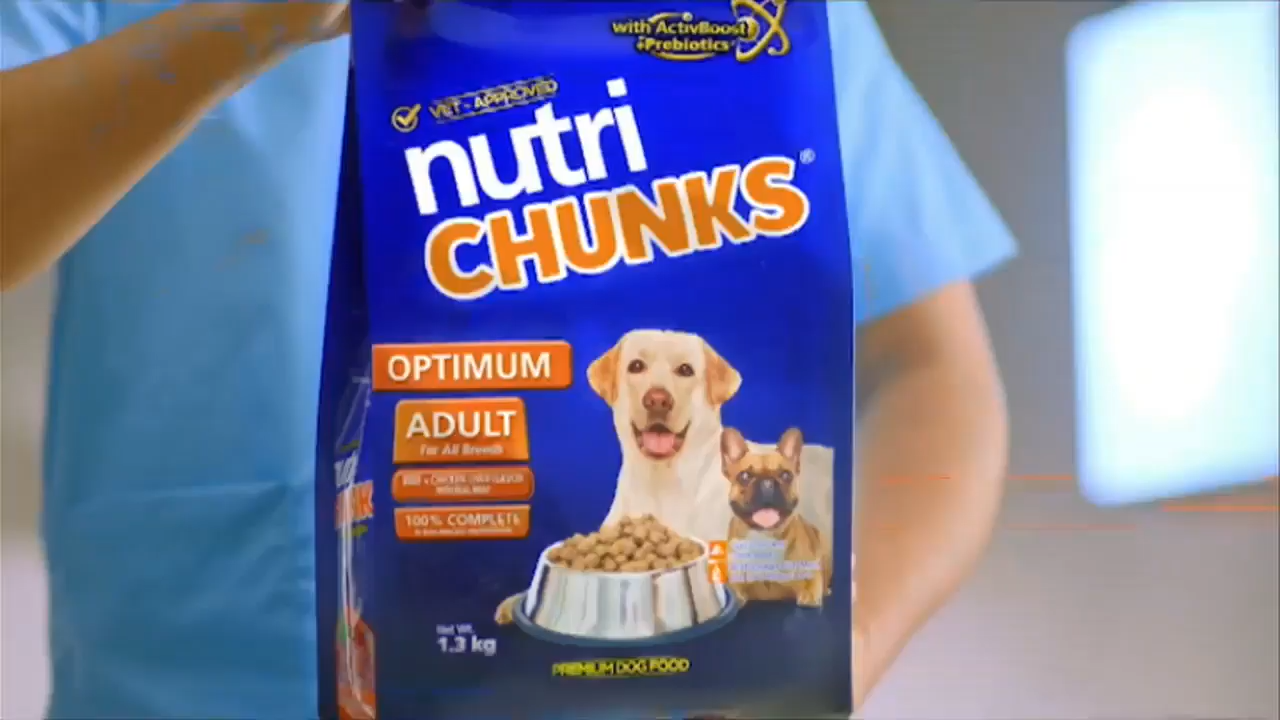 with ActivBoost
+Prebiotics
VET - APPROVED
nutri
CHUNKS®
OPTIMUM
ADULT
For All Breeds
100% COMPLETE
Net Wt.
1.3 kg
PREMIUM DOG FOOD